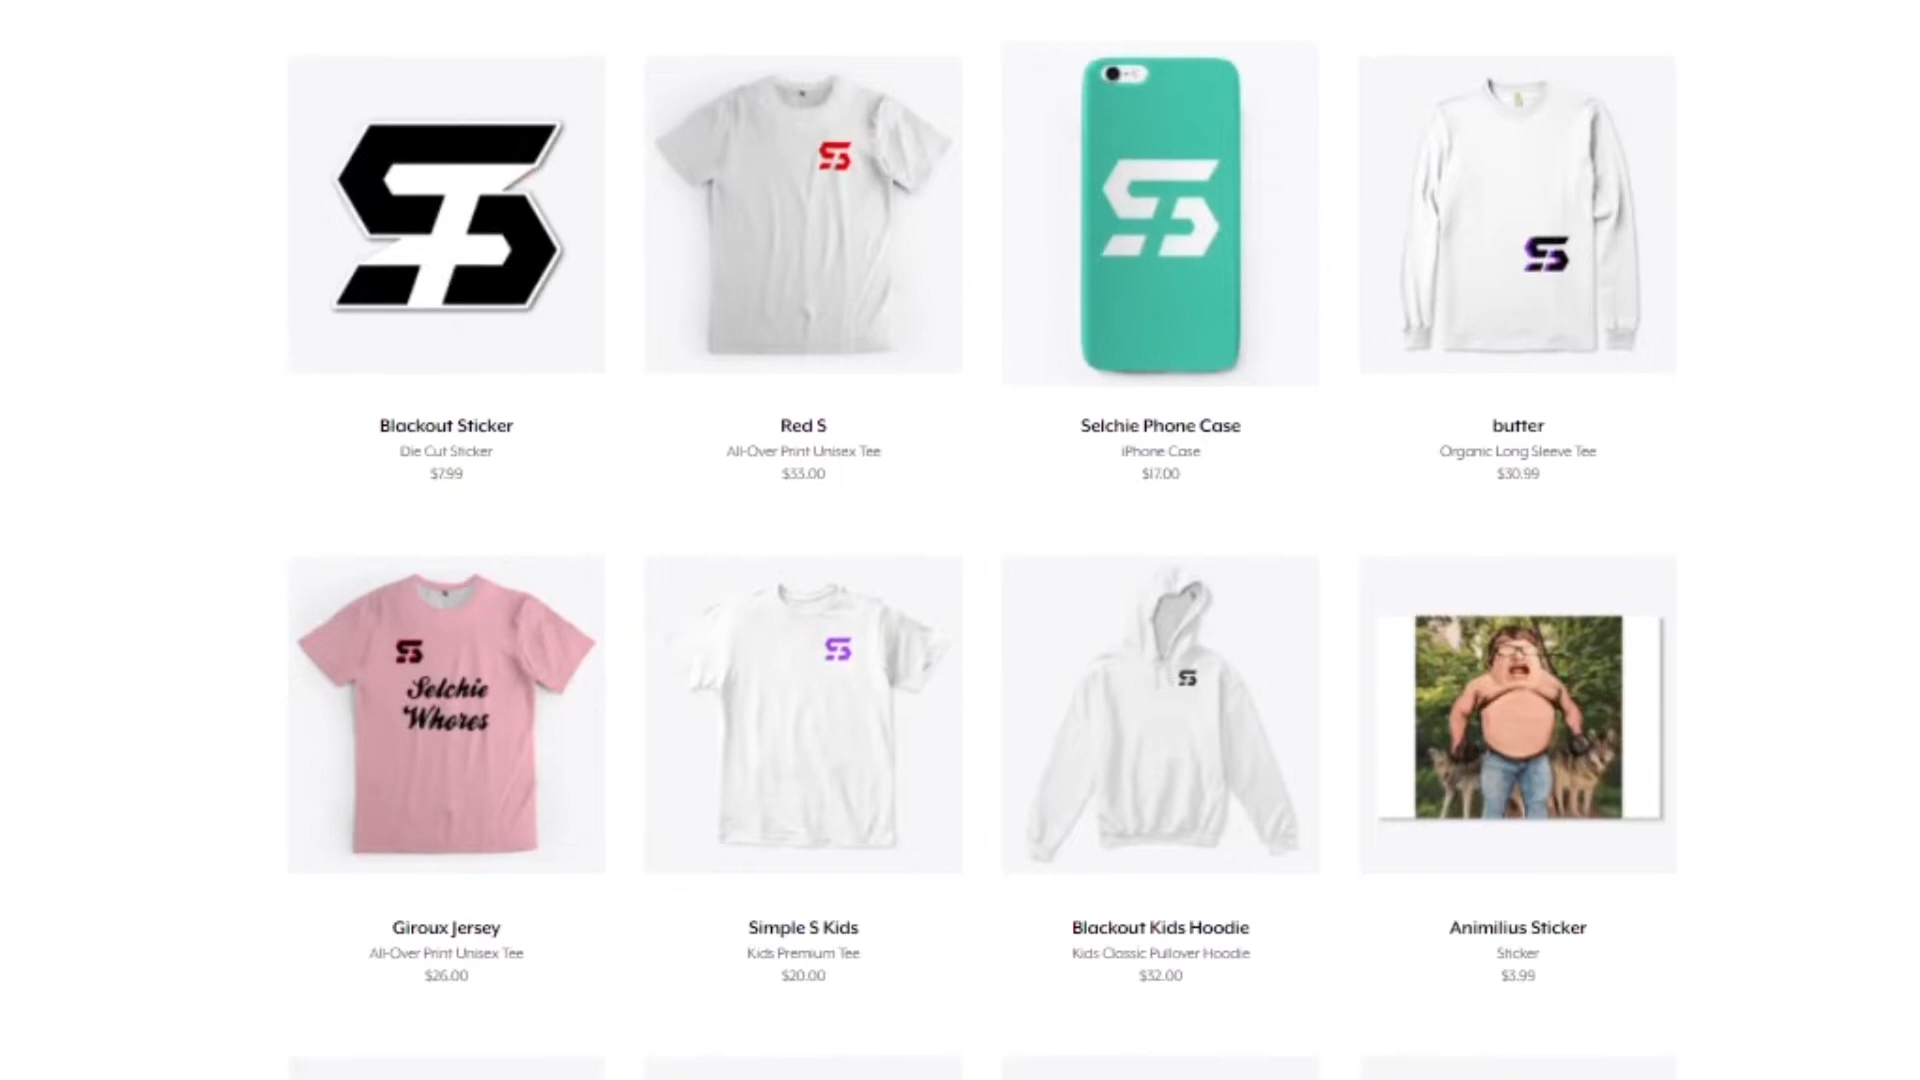 Blackout Sticker
Die Cut Sticker
$7.99
Red S
All-Over Print Unisex Tee
$33.00
Selchie Phone Case
iPhone Case
$17.00
butter
Organic Long Sleeve Tee
$30.99
Selchie
Whores
Giroux Jersey
All-Over Print Unisex Tee
$26.00
Simple S Kids
Kids Premium Tee
$20.00
Blackout Kids Hoodie
Kids Classic Pullover Hoodie
$32.00
Animilius Sticker
Sticker
$3.99